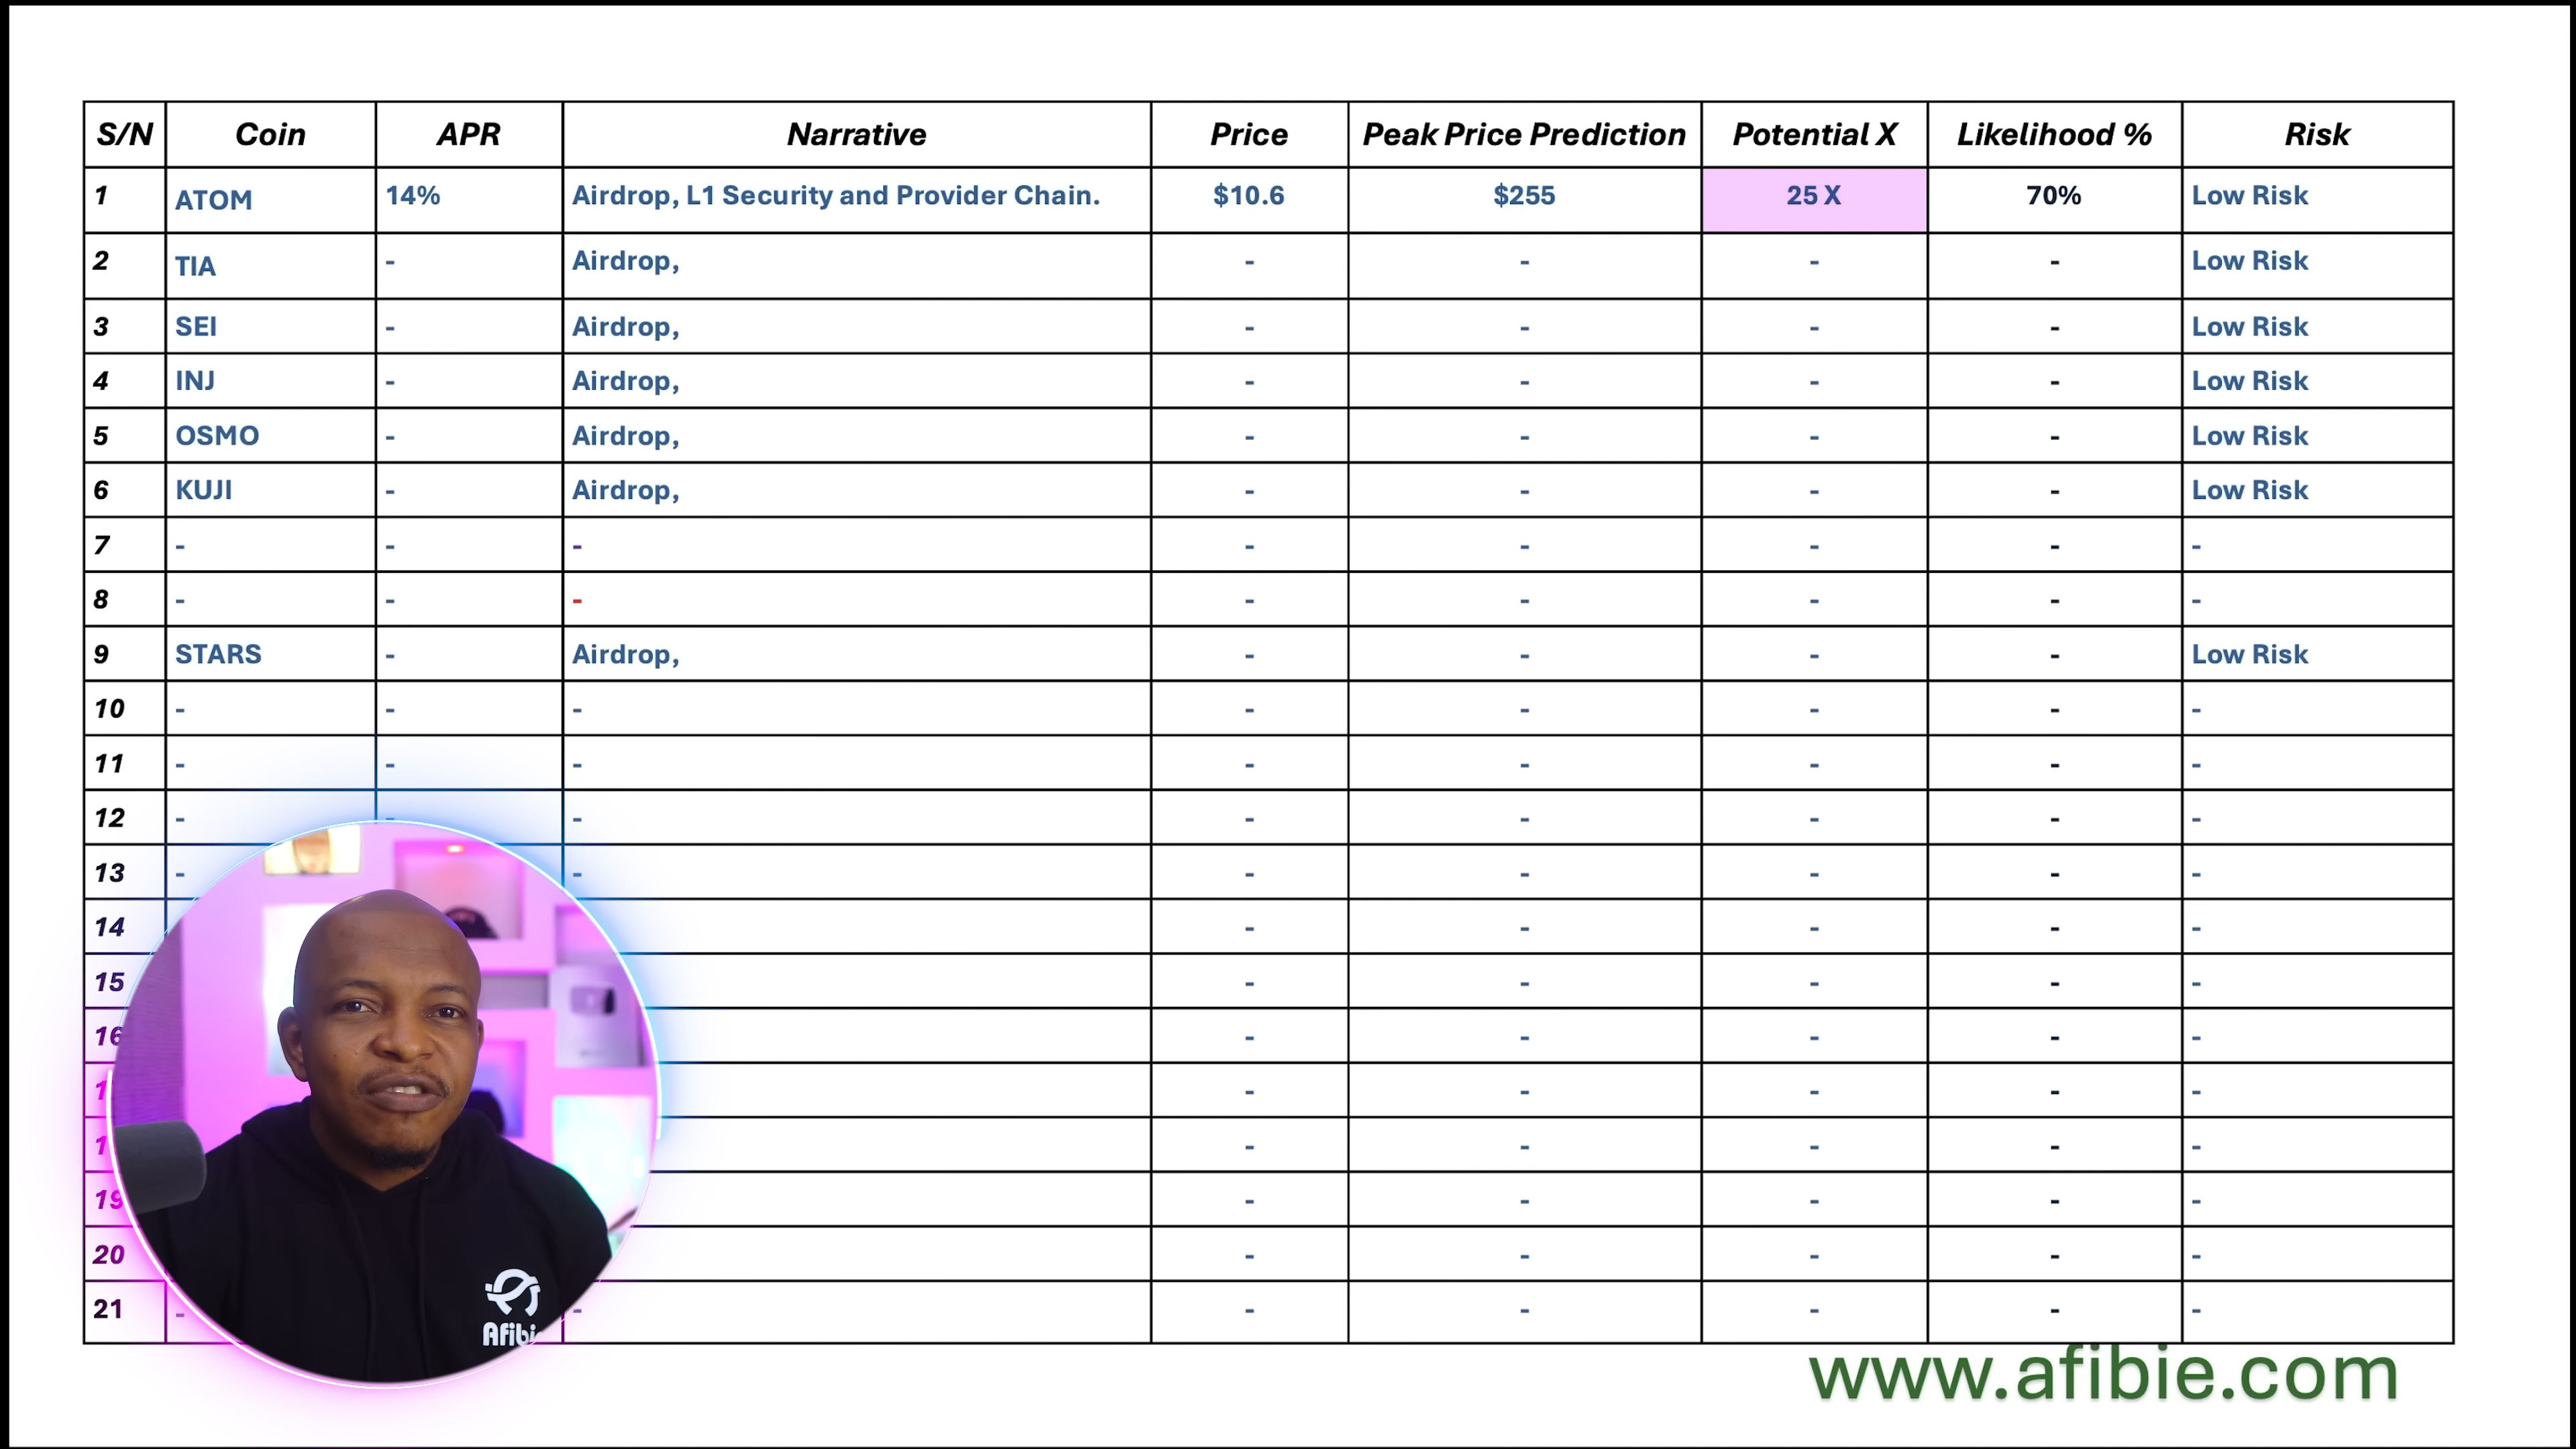 S/N Coin APR Narrative Price Peak Price Prediction Potential X Likelihood % Risk
1 ATOM 14% Airdrop, L1 Security and Provider Chain. $10.6 $255 25 X 70% Low Risk
2 TIA - Airdrop, - - - - Low Risk
3 SEI - Airdrop, - - - - Low Risk
4 INJ - Airdrop, - - - - Low Risk
5 OSMO - Airdrop, - - - - Low Risk
6 KUJI - Airdrop, - - - - Low Risk
7 - - - - - - - -
8 - - - - - - - -
9 STARS - Airdrop, - - - - Low Risk
10 - - - - - - - -
11 - - - - - - - -
12 - - - - - - - -
13 - - - - - - -
14 - - - - -
15 - - - - -
16 - - - - -
- - - - -
- - - - -
19 - - - - -
20 - - - - -
21 - - - - - - -
www.afibie.com